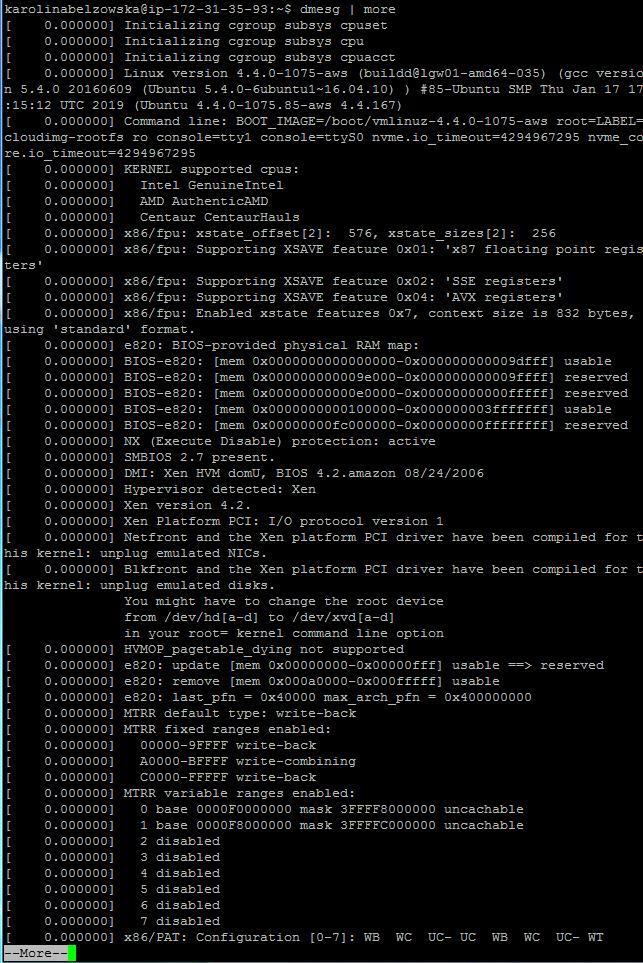 karolinabelzowska@ip-172-31-35-93:~$ dmesg | more
[    0.000000] Initializing cgroup subsys cpuset
[    0.000000] Initializing cgroup subsys cpu
[    0.000000] Initializing cgroup subsys cpuacct
[    0.000000] Linux version 4.4.0-1075-aws (buildd@lgw01-amd64-035) (gcc versio
n 5.4.0 20160609 (Ubuntu 5.4.0-6ubuntu1~16.04.10) ) #85-Ubuntu SMP Thu Jan 17 17
:15:12 UTC 2019 (Ubuntu 4.4.0-1075.85-aws 4.4.167)
[    0.000000] Command line: BOOT_IMAGE=/boot/vmlinuz-4.4.0-1075-aws root=LABEL=
cloudimg-rootfs ro console=tty1 console=ttyS0 nvme.io_timeout=4294967295 nvme_co
re.io_timeout=4294967295
[    0.000000] KERNEL supported cpus:
[    0.000000]   Intel GenuineIntel
[    0.000000]   AMD AuthenticAMD
[    0.000000]   Centaur CentaurHauls
[    0.000000] x86/fpu: xstate_offset[2]:  576, xstate_sizes[2]:  256
[    0.000000] x86/fpu: Supporting XSAVE feature 0x01: 'x87 floating point regis
ters'
[    0.000000] x86/fpu: Supporting XSAVE feature 0x02: 'SSE registers'
[    0.000000] x86/fpu: Supporting XSAVE feature 0x04: 'AVX registers'
[    0.000000] x86/fpu: Enabled xstate features 0x7, context size is 832 bytes,
using 'standard' format.
[    0.000000] e820: BIOS-provided physical RAM map:
[    0.000000] BIOS-e820: [mem 0x0000000000000000-0x000000000009dfff] usable
[    0.000000] BIOS-e820: [mem 0x000000000009e000-0x000000000009ffff] reserved
[    0.000000] BIOS-e820: [mem 0x00000000000e0000-0x00000000000fffff] reserved
[    0.000000] BIOS-e820: [mem 0x0000000000100000-0x000000003fffffff] usable
[    0.000000] BIOS-e820: [mem 0x00000000fc000000-0x00000000ffffffff] reserved
[    0.000000] NX (Execute Disable) protection: active
[    0.000000] SMBIOS 2.7 present.
[    0.000000] DMI: Xen HVM domU, BIOS 4.2.amazon 08/24/2006
[    0.000000] Hypervisor detected: Xen
[    0.000000] Xen version 4.2.
[    0.000000] Xen Platform PCI: I/O protocol version 1
[    0.000000] Netfront and the Xen platform PCI driver have been compiled for t
his kernel: unplug emulated NICs.
[    0.000000] Blkfront and the Xen platform PCI driver have been compiled for t
his kernel: unplug emulated disks.
You might have to change the root device
from /dev/hd[a-d] to /dev/xvd[a-d]
in your root= kernel command line option
[    0.000000] HVMOP_pagetable_dying not supported
[    0.000000] e820: update [mem 0x00000000-0x00000fff] usable ==> reserved
[    0.000000] e820: remove [mem 0x000a0000-0x000fffff] usable
[    0.000000] e820: last_pfn = 0x40000 max_arch_pfn = 0x400000000
[    0.000000] MTRR default type: write-back
[    0.000000] MTRR fixed ranges enabled:
[    0.000000]   00000-9FFFF write-back
[    0.000000]   A0000-BFFFF write-combining
[    0.000000]   C0000-FFFFF write-back
[    0.000000] MTRR variable ranges enabled:
[    0.000000]   0 base 0000F0000000 mask 3FFFF8000000 uncachable
[    0.000000]   1 base 0000F8000000 mask 3FFFFC000000 uncachable
[    0.000000]   2 disabled
[    0.000000]   3 disabled
[    0.000000]   4 disabled
[    0.000000]   5 disabled
[    0.000000]   6 disabled
[    0.000000]   7 disabled
[    0.000000] x86/PAT: Configuration [0-7]: WB  WC  UC- UC  WB  WC  UC- WT
--More--